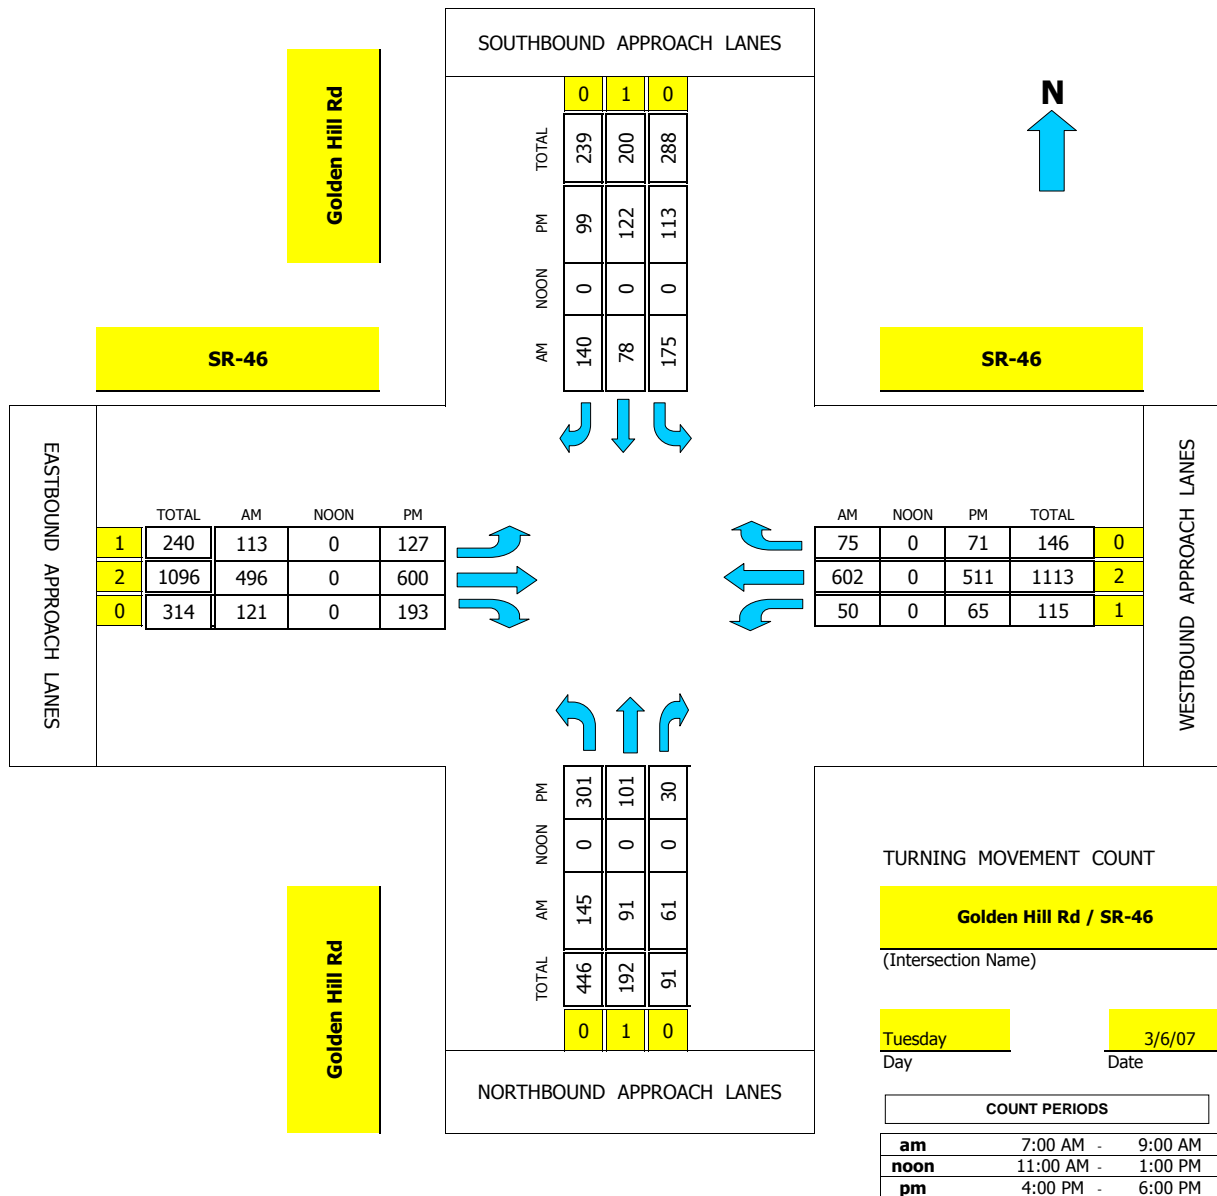 SOUTHBOUND APPROACH LANES
0 1 0
N
Golden Hill Rd
TOTAL 239 200 288
PM 99 122 113
NOON 0 0 0
AM 140 78 175
SR-46
SR-46
EASTBOUND APPROACH LANES
TOTAL AM NOON PM
1 240 113 0 127
2 1096 496 0 600
0 314 121 0 193
AM NOON PM TOTAL
75 0 71 146 0
602 0 511 1113 2
50 0 65 115 1
WESTBOUND APPROACH LANES
PM 301 101 30
NOON 0 0 0
AM 145 91 61
TOTAL 446 192 91
0 1 0
NORTHBOUND APPROACH LANES
Golden Hill Rd
TURNING MOVEMENT COUNT
Golden Hill Rd / SR-46
(Intersection Name)
Tuesday 3/6/07
Day Date
COUNT PERIODS
am 7:00 AM - 9:00 AM
noon 11:00 AM - 1:00 PM
pm 4:00 PM - 6:00 PM